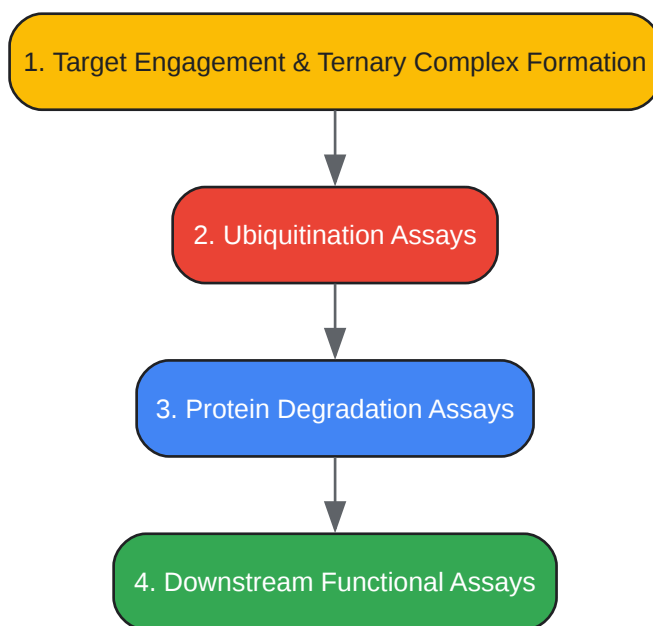 1. Target Engagement & Ternary Complex Formation
2. Ubiquitination Assays
3. Protein Degradation Assays
4. Downstream Functional Assays